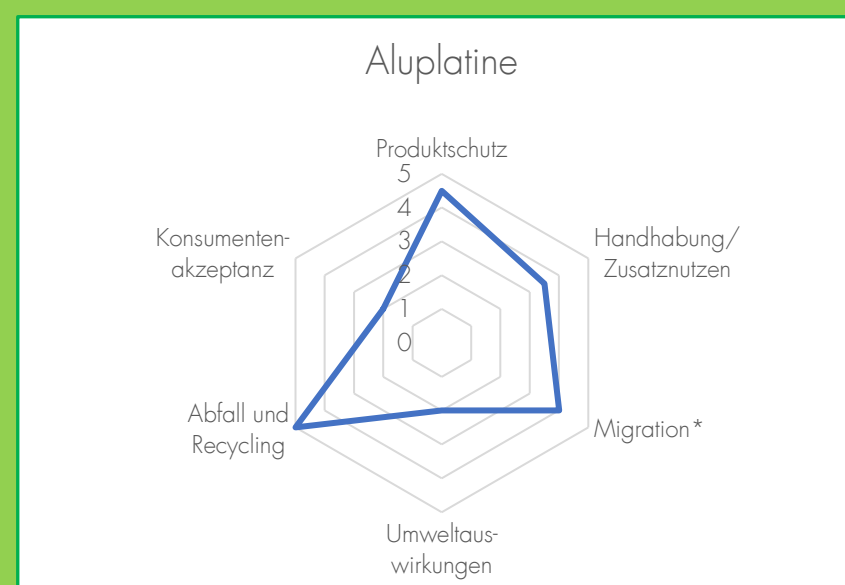 Aluplatine
Produktschutz
5
4
3
2
1
0
Handhabung/
Zusatznutzen
Migration*
Umweltaus-
wirkungen
Abfall und
Recycling
Konsumenten-
akzeptanz